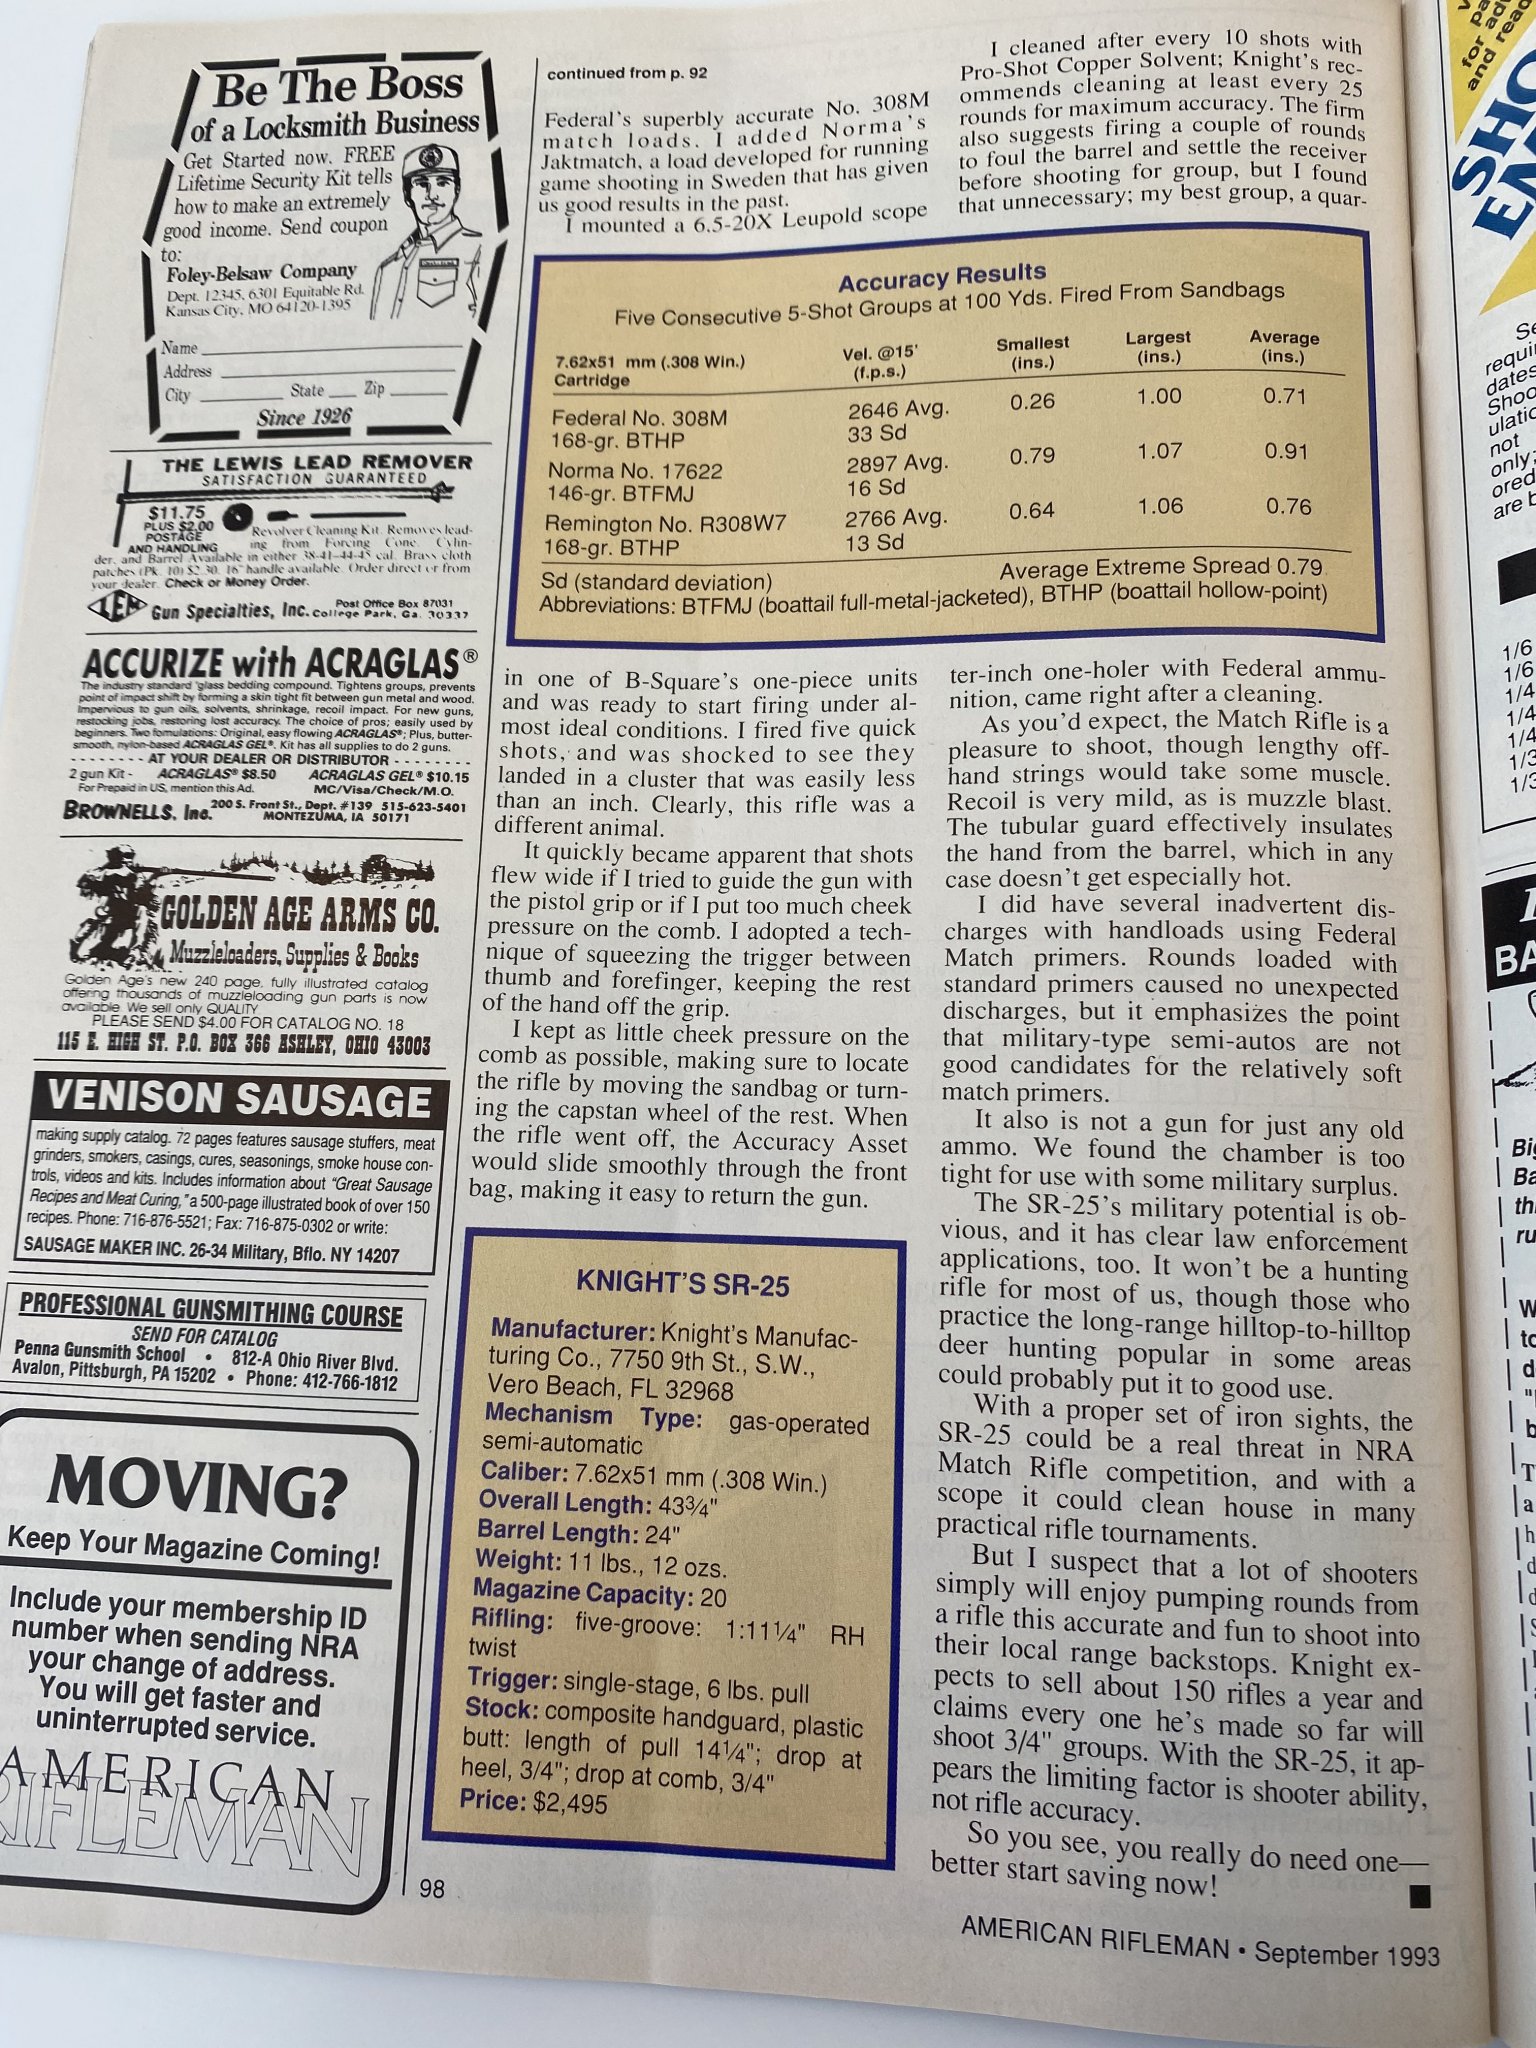 Be The Boss
of a Locksmith Business
Get Started now. FREE
Lifetime Security Kit tells
how to make an extremely
good income. Send coupon
to:
Foley-Belsaw Company
Dept. 12345, 6301 Equitable Rd.
Kansas City, MO 64120-1395
Name
Address
City State Zip
Since 1926
THE LEWIS LEAD REMOVER
SATISFACTION GUARANTEED
$11.75
PLUS $2.00
POSTAGE
AND HANDLING
Revolver Cleaning Kit. Removes lead-
ing from Forcing Cone, Cylin-
der, and Barrel Available in either 38-41-44-45 cal. Brass cloth
patches (Pk. 10) $2.30. 16" handle available. Order direct or from
your dealer. Check or Money Order.
LEM Gun Specialties, Inc. Post Office Box 87031
College Park, Ga. 30337
ACCURIZE with ACRAGLAS®
The industry standard 'glass bedding compound. Tightens groups, prevents
point of impact shift by forming a skin tight fit between gun metal and wood.
Impervious to gun oils, solvents, shrinkage, recoil impact. For new guns,
restocking jobs, restoring lost accuracy. The choice of pros; easily used by
beginners. Two fomulations: Original, easy flowing ACRAGLAS®; Plus, butter-
smooth, nylon-based ACRAGLAS GEL®. Kit has all supplies to do 2 guns.
- - - - - - - - AT YOUR DEALER OR DISTRIBUTOR - - - - - - - -
2 gun Kit - ACRAGLAS® $8.50 ACRAGLAS GEL® $10.15
For Prepaid in US, mention this Ad. MC/Visa/Check/M.O.
BROWNELLS, Inc. 200 S. Front St., Dept. #139 515-623-5401
MONTEZUMA, IA 50171
GOLDEN AGE ARMS CO.
Muzzleloaders, Supplies & Books
Golden Age's new 240 page, fully illustrated catalog
offering thousands of muzzleloading gun parts is now
available. We sell only QUALITY
PLEASE SEND $4.00 FOR CATALOG NO. 18
115 E. HIGH ST. P.O. BOX 366 ASHLEY, OHIO 43003
VENISON SAUSAGE
making supply catalog. 72 pages features sausage stuffers, meat
grinders, smokers, casings, cures, seasonings, smoke house con-
trols, videos and kits. Includes information about "Great Sausage
Recipes and Meat Curing," a 500-page illustrated book of over 150
recipes. Phone: 716-876-5521; Fax: 716-875-0302 or write:
SAUSAGE MAKER INC. 26-34 Military, Bflo. NY 14207
PROFESSIONAL GUNSMITHING COURSE
SEND FOR CATALOG
Penna Gunsmith School • 812-A Ohio River Blvd.
Avalon, Pittsburgh, PA 15202 • Phone: 412-766-1812
MOVING?
Keep Your Magazine Coming!
Include your membership ID
number when sending NRA
your change of address.
You will get faster and
uninterrupted service.
AMERICAN
RIFLEMAN
continued from p. 92
Federal's superbly accurate No. 308M
match loads. I added Norma's
Jaktmatch, a load developed for running
game shooting in Sweden that has given
us good results in the past.
I mounted a 6.5-20X Leupold scope
I cleaned after every 10 shots with
Pro-Shot Copper Solvent; Knight's rec-
ommends cleaning at least every 25
rounds for maximum accuracy. The firm
also suggests firing a couple of rounds
to foul the barrel and settle the receiver
before shooting for group, but I found
that unnecessary; my best group, a quar-
Accuracy Results
Five Consecutive 5-Shot Groups at 100 Yds. Fired From Sandbags
7.62x51 mm (.308 Win.) Vel. @15' Smallest Largest Average
Cartridge (f.p.s.) (ins.) (ins.) (ins.)
Federal No. 308M 2646 Avg. 0.26 1.00 0.71
168-gr. BTHP 33 Sd
Norma No. 17622 2897 Avg. 0.79 1.07 0.91
146-gr. BTFMJ 16 Sd
Remington No. R308W7 2766 Avg. 0.64 1.06 0.76
168-gr. BTHP 13 Sd
Sd (standard deviation) Average Extreme Spread 0.79
Abbreviations: BTFMJ (boattail full-metal-jacketed), BTHP (boattail hollow-point)
in one of B-Square's one-piece units
and was ready to start firing under al-
most ideal conditions. I fired five quick
shots, and was shocked to see they
landed in a cluster that was easily less
than an inch. Clearly, this rifle was a
different animal.
It quickly became apparent that shots
flew wide if I tried to guide the gun with
the pistol grip or if I put too much cheek
pressure on the comb. I adopted a tech-
nique of squeezing the trigger between
thumb and forefinger, keeping the rest
of the hand off the grip.
I kept as little cheek pressure on the
comb as possible, making sure to locate
the rifle by moving the sandbag or turn-
ing the capstan wheel of the rest. When
the rifle went off, the Accuracy Asset
would slide smoothly through the front
bag, making it easy to return the gun.
KNIGHT'S SR-25
Manufacturer: Knight's Manufac-
turing Co., 7750 9th St., S.W.,
Vero Beach, FL 32968
Mechanism Type: gas-operated
semi-automatic
Caliber: 7.62x51 mm (.308 Win.)
Overall Length: 43¾"
Barrel Length: 24"
Weight: 11 lbs., 12 ozs.
Magazine Capacity: 20
Rifling: five-groove: 1:11¼" RH
twist
Trigger: single-stage, 6 lbs. pull
Stock: composite handguard, plastic
butt: length of pull 14¼"; drop at
heel, 3/4"; drop at comb, 3/4"
Price: $2,495
ter-inch one-holer with Federal ammu-
nition, came right after a cleaning.
As you'd expect, the Match Rifle is a
pleasure to shoot, though lengthy off-
hand strings would take some muscle.
Recoil is very mild, as is muzzle blast.
The tubular guard effectively insulates
the hand from the barrel, which in any
case doesn't get especially hot.
I did have several inadvertent dis-
charges with handloads using Federal
Match primers. Rounds loaded with
standard primers caused no unexpected
discharges, but it emphasizes the point
that military-type semi-autos are not
good candidates for the relatively soft
match primers.
It also is not a gun for just any old
ammo. We found the chamber is too
tight for use with some military surplus.
The SR-25's military potential is ob-
vious, and it has clear law enforcement
applications, too. It won't be a hunting
rifle for most of us, though those who
practice the long-range hilltop-to-hilltop
deer hunting popular in some areas
could probably put it to good use.
With a proper set of iron sights, the
SR-25 could be a real threat in NRA
Match Rifle competition, and with a
scope it could clean house in many
practical rifle tournaments.
But I suspect that a lot of shooters
simply will enjoy pumping rounds from
a rifle this accurate and fun to shoot into
their local range backstops. Knight ex-
pects to sell about 150 rifles a year and
claims every one he's made so far will
shoot 3/4" groups. With the SR-25, it ap-
pears the limiting factor is shooter ability,
not rifle accuracy.
So you see, you really do need one—
better start saving now!
98
AMERICAN RIFLEMAN • September 1993
for adv
and read
SHO
requi
dates
Shoo
ulatio
not
only;
ored
are b
1/6
1/6
1/4
1/4
1/4
1/3
1/3
BA
Big
Ba
thi
ru